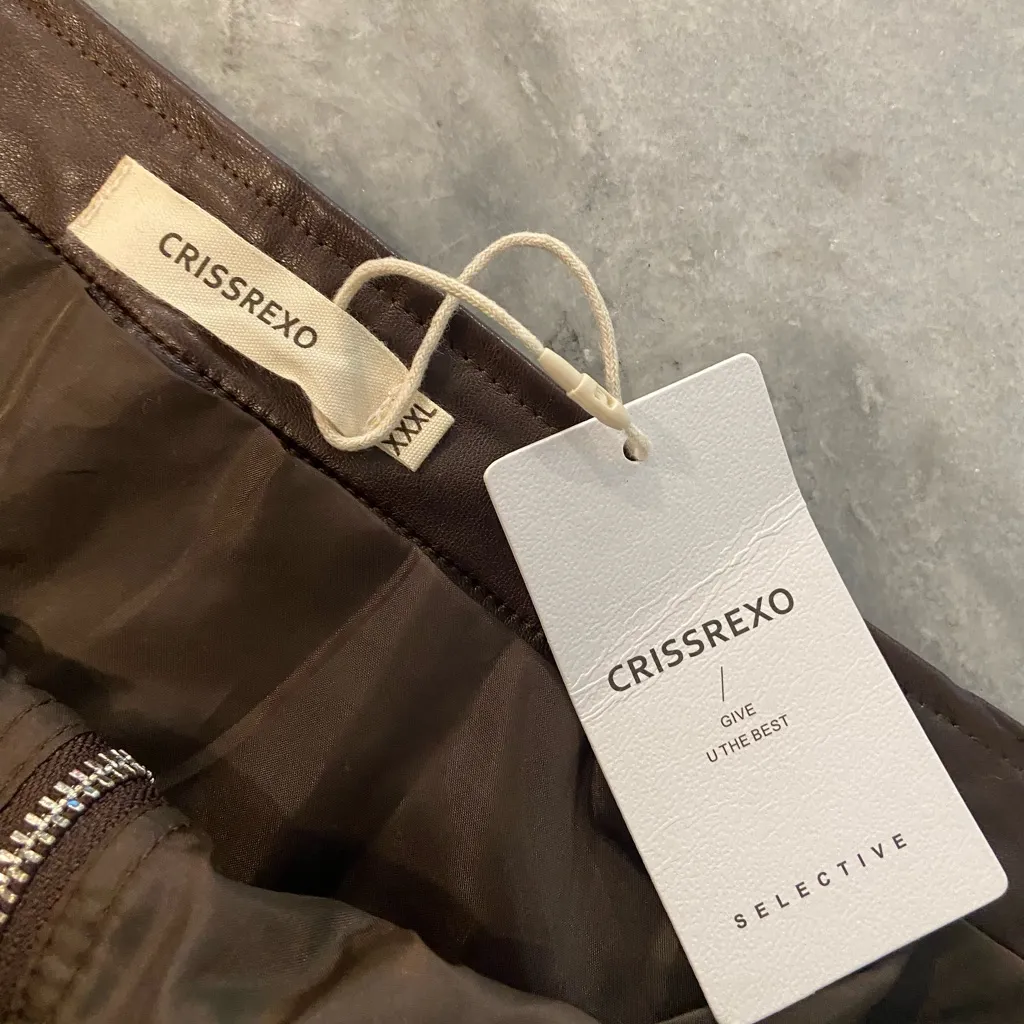 CRISSREXO
XXXL
CRISSREXO
/
GIVE
U THE BEST
SELECTIVE